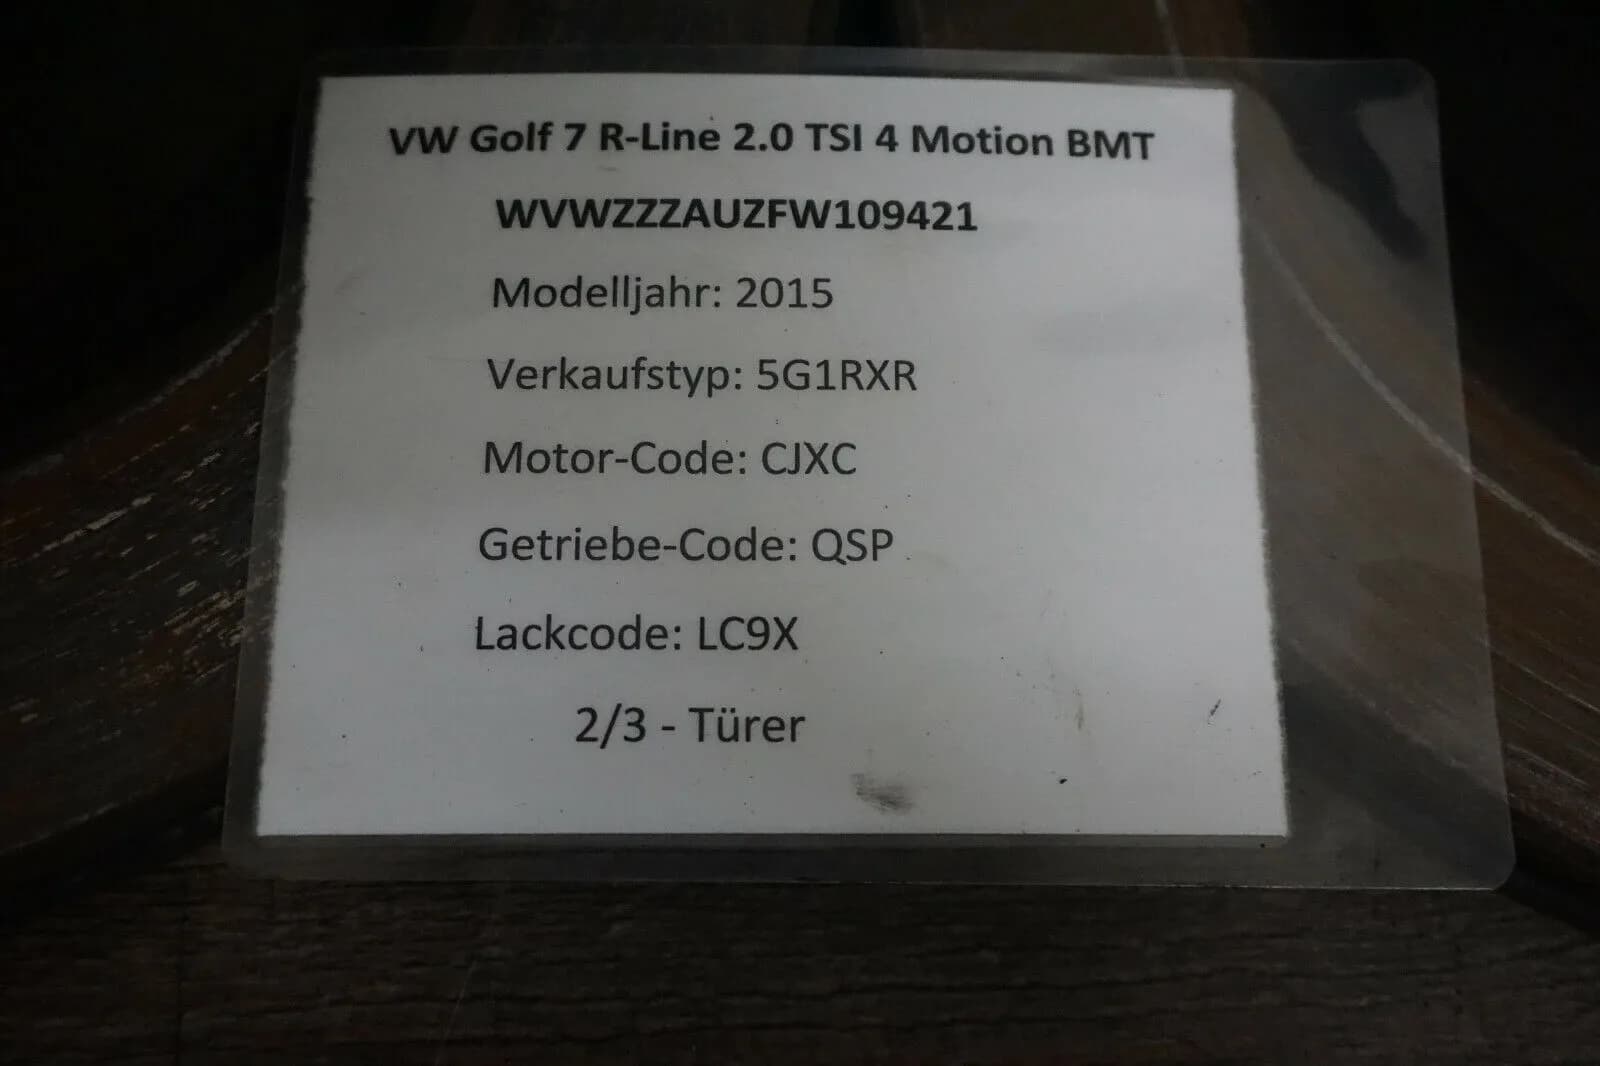 VW Golf 7 R-Line 2.0 TSI 4 Motion BMT
WVWZZZAUZFW109421
Modelljahr: 2015
Verkaufstyp: 5G1RXR
Motor-Code: CJXC
Getriebe-Code: QSP
Lackcode: LC9X
2/3 - Türer